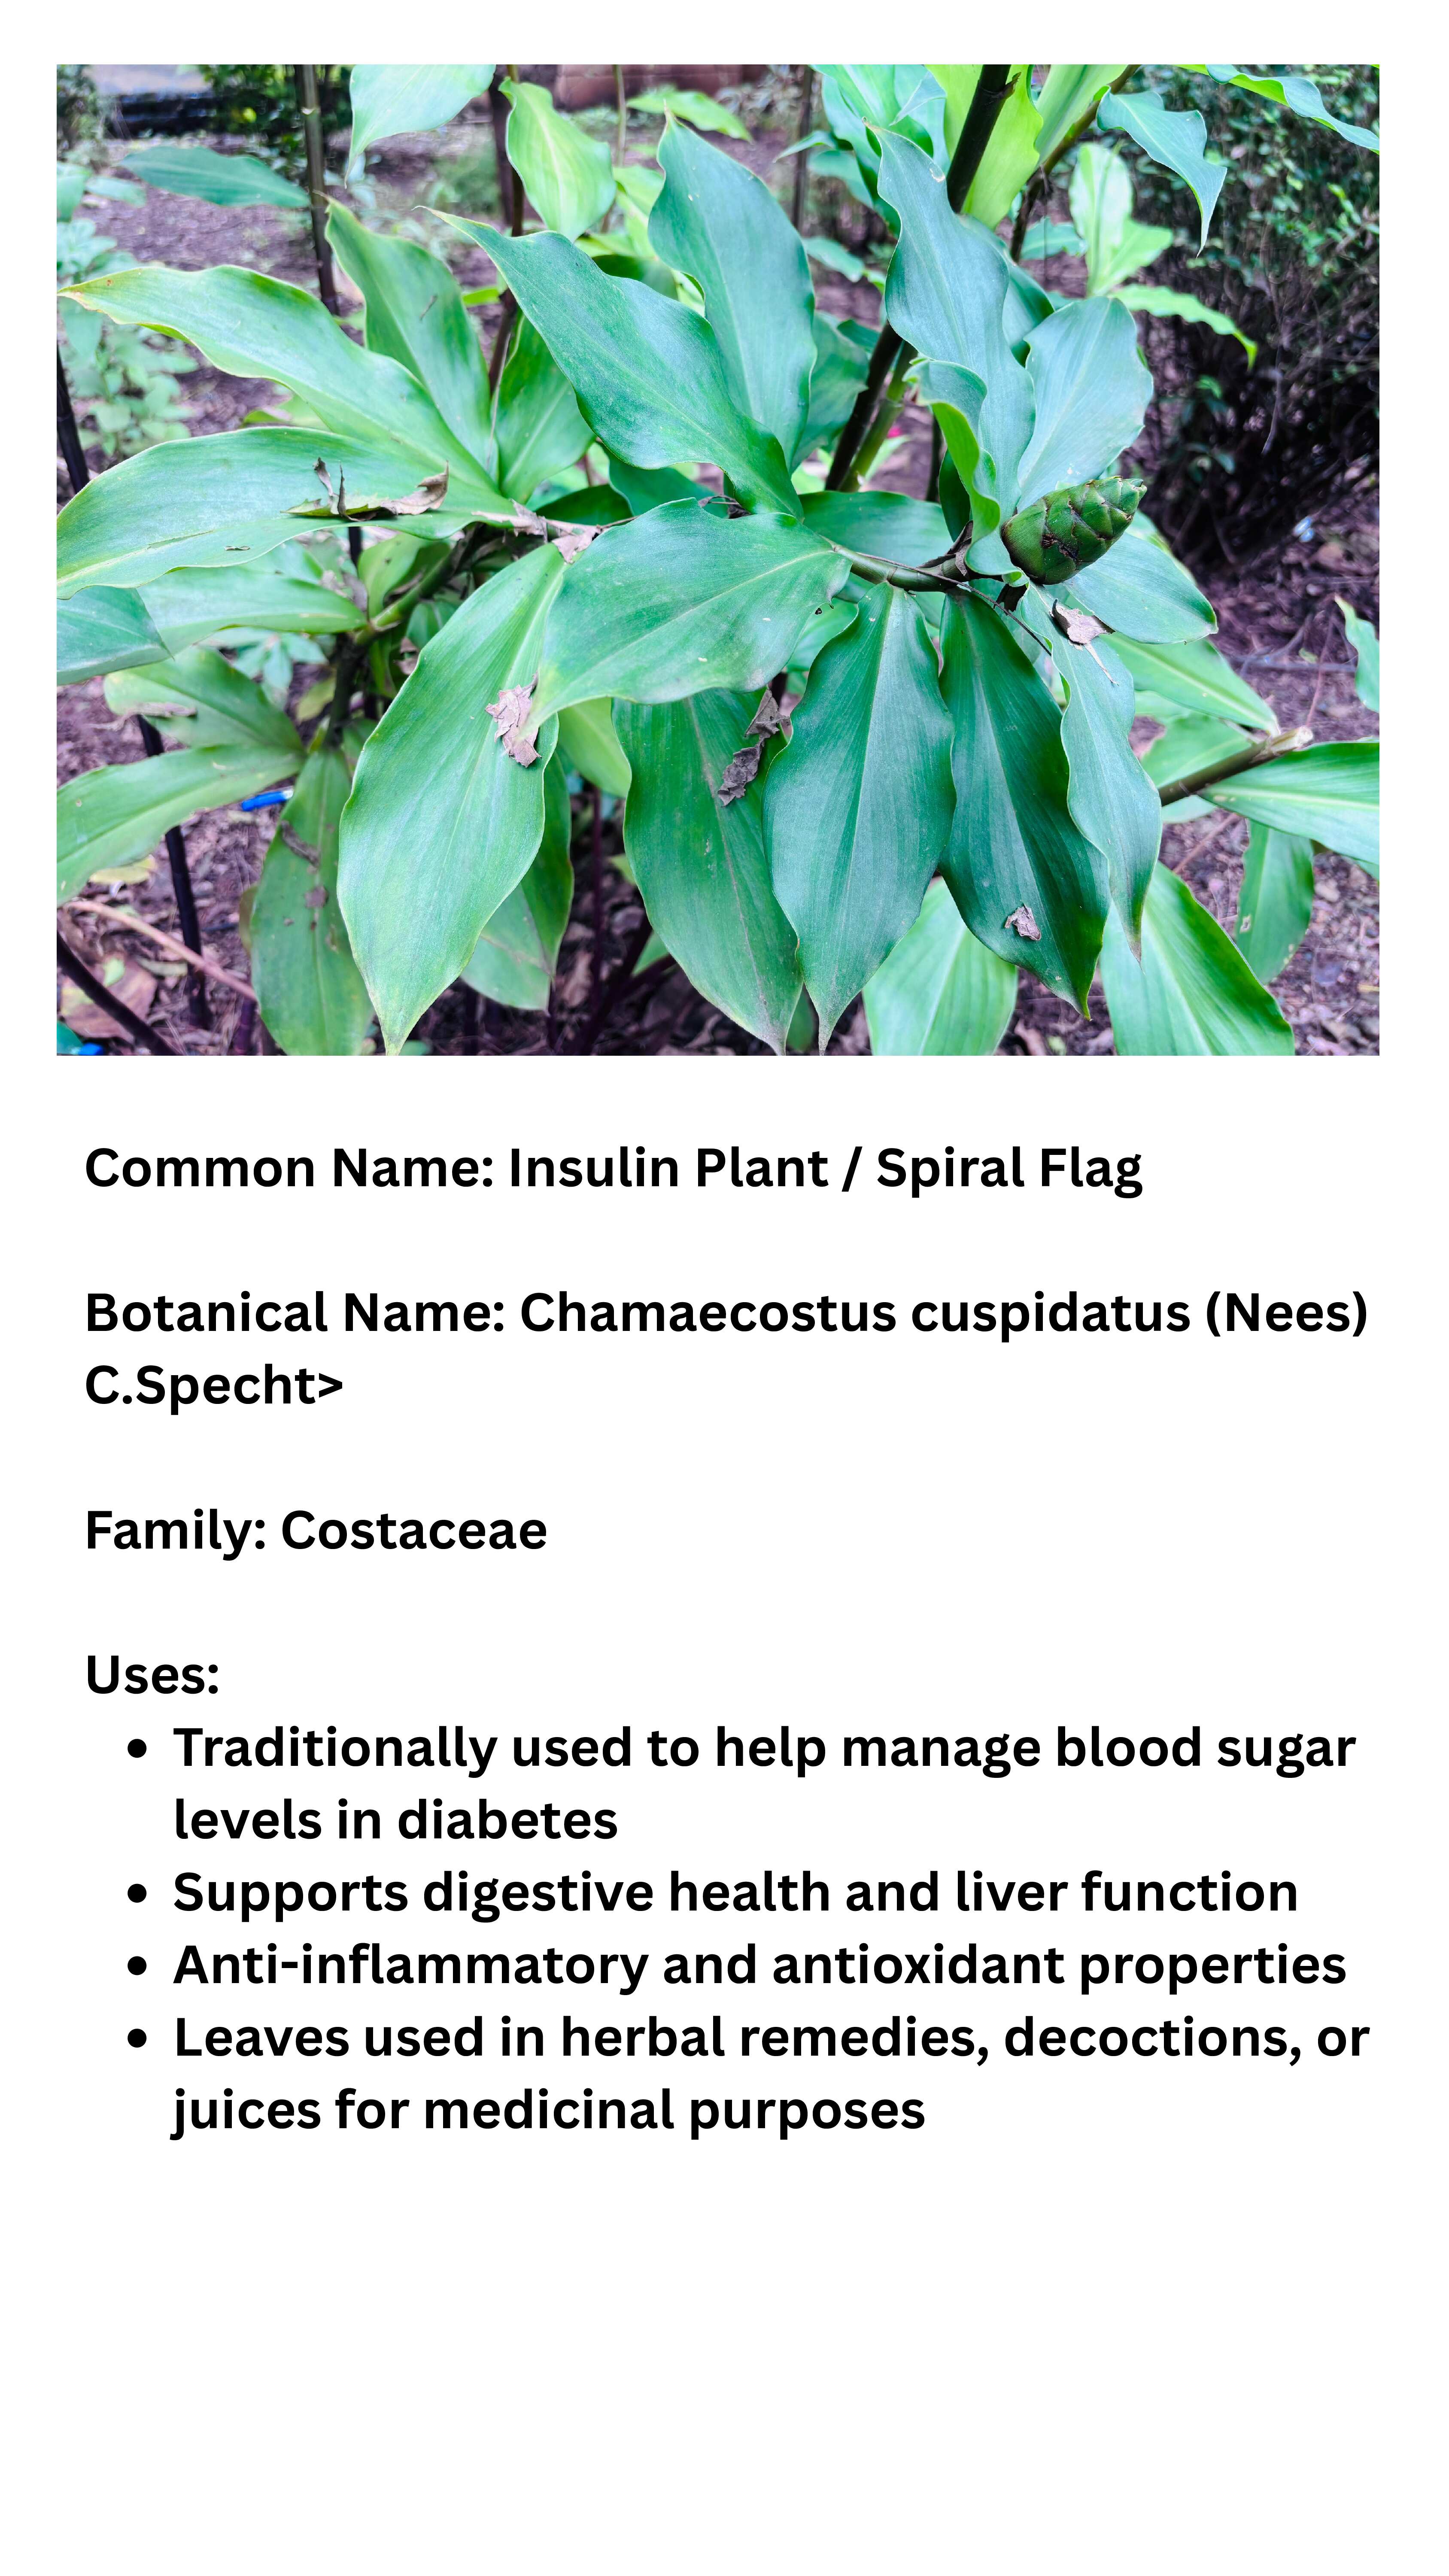 Common Name: Insulin Plant / Spiral Flag
Botanical Name: Chamaecostus cuspidatus (Nees)
C.Specht>
Family: Costaceae
Uses:
• Traditionally used to help manage blood sugar
levels in diabetes
• Supports digestive health and liver function
• Anti-inflammatory and antioxidant properties
• Leaves used in herbal remedies, decoctions, or
juices for medicinal purposes